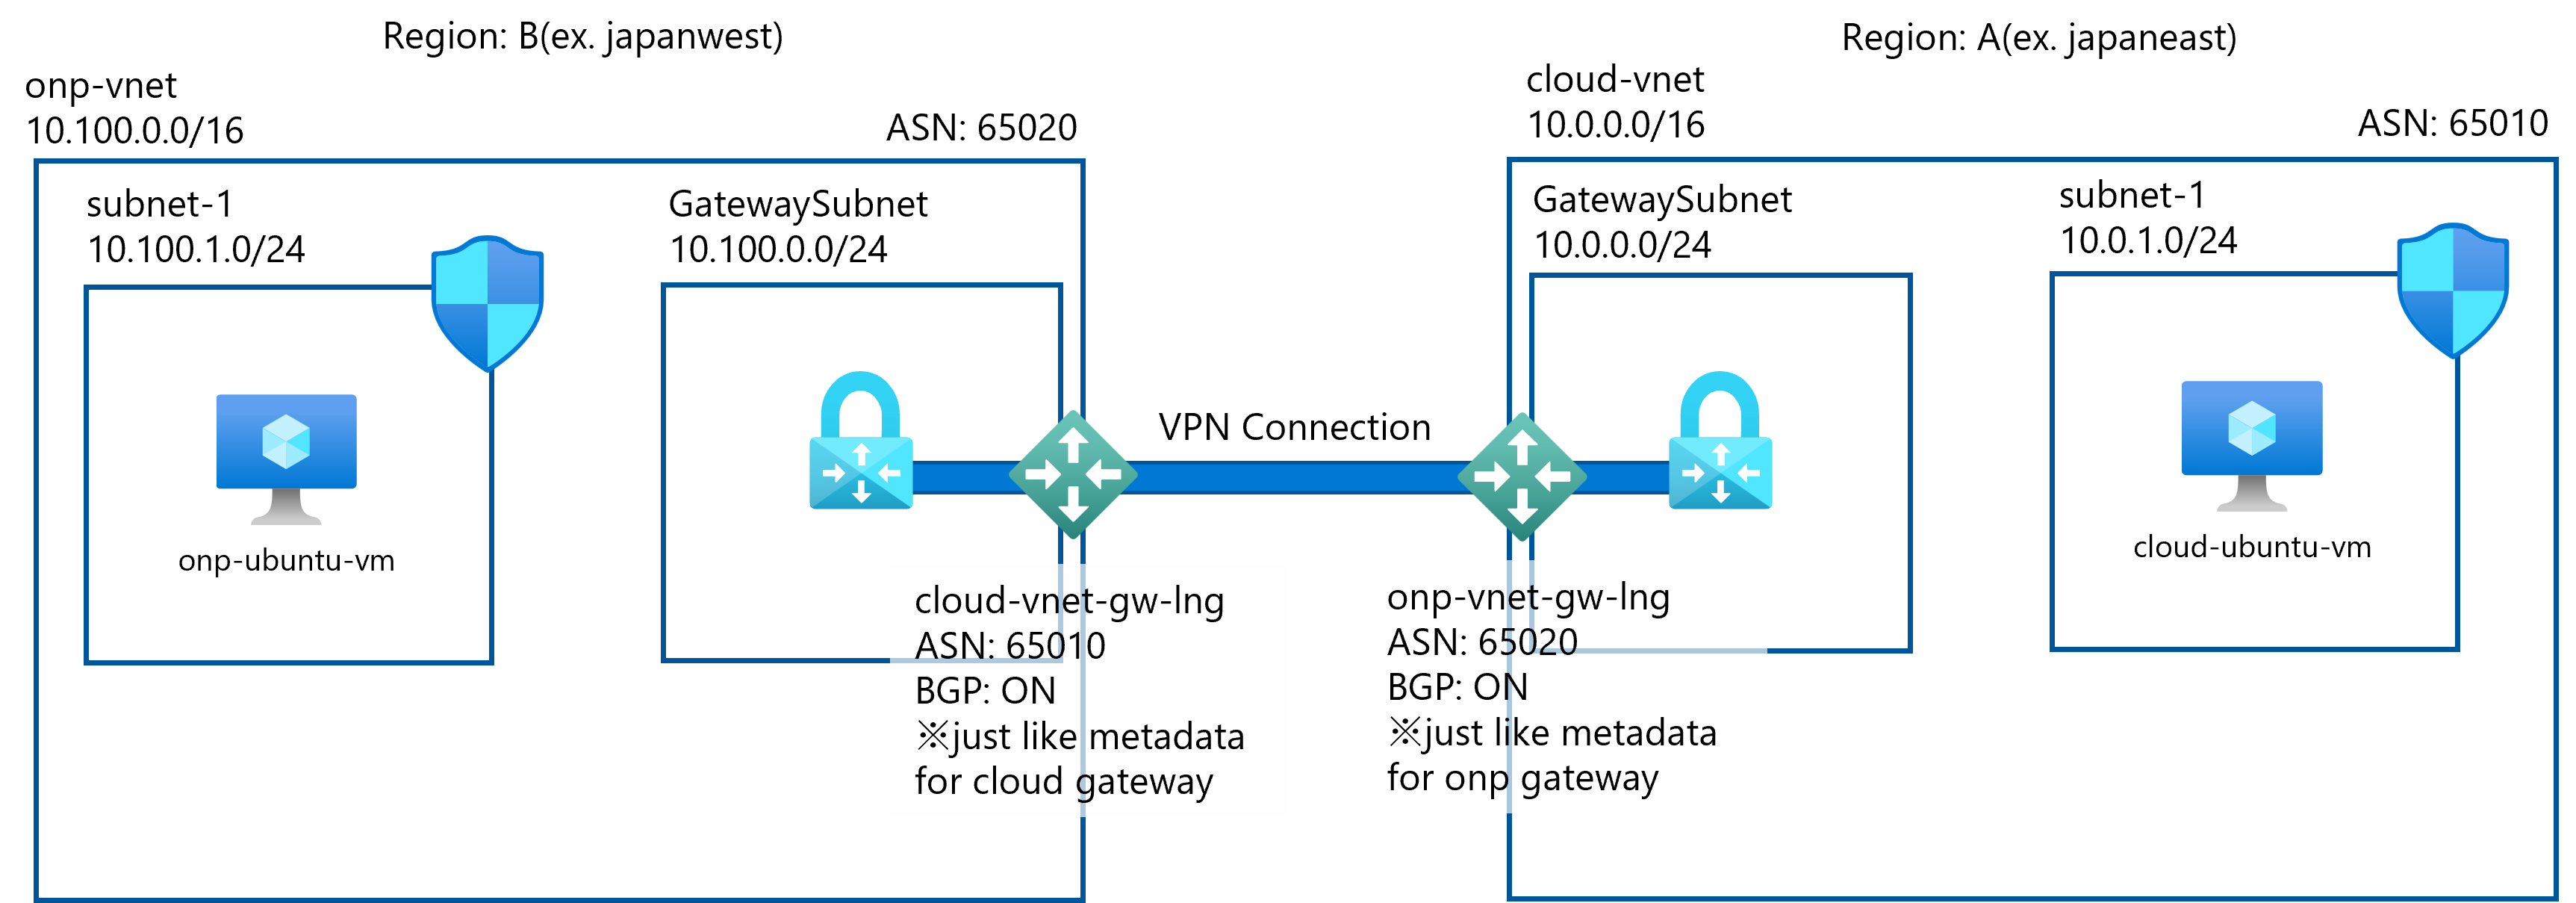 Region: B(ex. japanwest)
onp-vnet
10.100.0.0/16
ASN: 65020
subnet-1
10.100.1.0/24
GatewaySubnet
10.100.0.0/24
onp-ubuntu-vm
cloud-vnet-gw-lng
ASN: 65010
BGP: ON
※just like metadata
for cloud gateway
VPN Connection
Region: A(ex. japaneast)
cloud-vnet
10.0.0.0/16
ASN: 65010
GatewaySubnet
10.0.0.0/24
subnet-1
10.0.1.0/24
onp-vnet-gw-lng
ASN: 65020
BGP: ON
※just like metadata
for onp gateway
cloud-ubuntu-vm